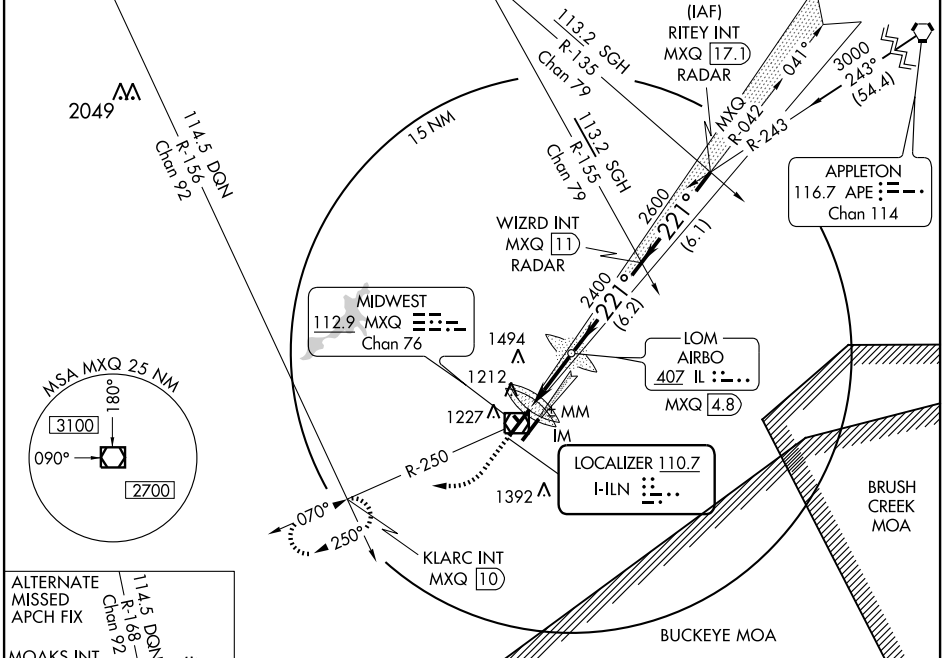 (IAF)
RITEY INT
MXQ 17.1
RADAR
113.2 SGH
R-135
Chan 79
3000
243°
(54.4)
041°
MXQ
R-042
R-243
2049
114.5 DQN
R-156
Chan 92
15 NM
113.2 SGH
R-155
Chan 79
APPLETON
116.7 APE
Chan 114
2600
221°
(6.1)
WIZRD INT
MXQ 11
RADAR
2400
221°
(6.2)
MIDWEST
112.9 MXQ
Chan 76
1494
1212
1227
LOM
AIRBO
407 IL
MXQ 4.8
MM
IM
MSA MXQ 25 NM
180°
3100
090°
2700
R-250
LOCALIZER 110.7
I-ILN
1392
070°
250°
KLARC INT
MXQ 10
BRUSH
CREEK
MOA
BUCKEYE MOA
ALTERNATE
MISSED
APCH FIX
114.5 DQN
R-168
Chan 92
MOAKS INT